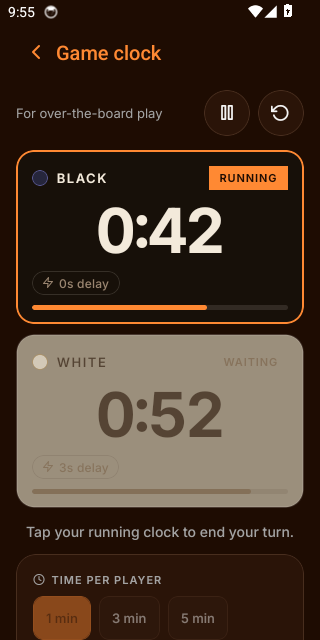 9:55
Game clock
For over-the-board play
BLACK
RUNNING
0:42
0s delay
WHITE
WAITING
0:52
3s delay
Tap your running clock to end your turn.
TIME PER PLAYER
1 min
3 min
5 min